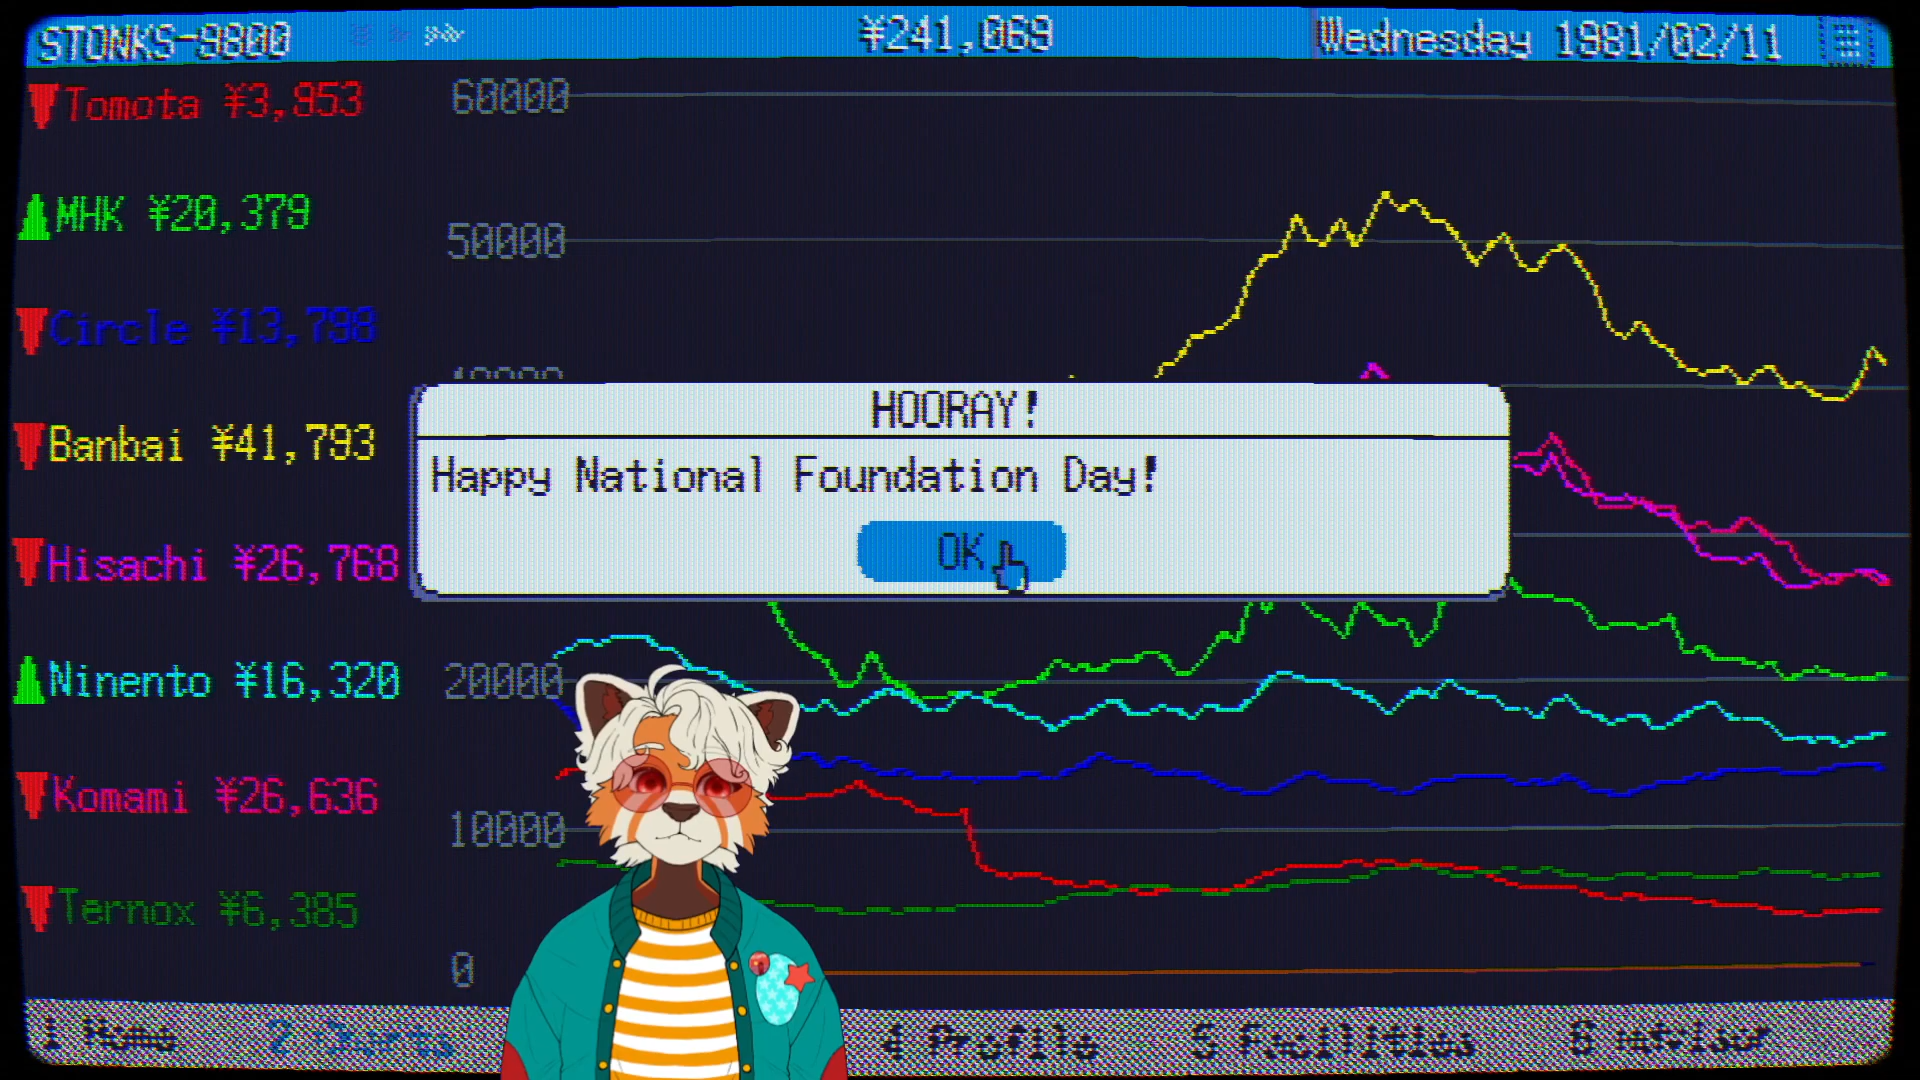 STONKS-9800
¥241,069
Wednesday 1981/02/11
Tomota ¥3,953
MHK ¥20,379
Circle ¥13,798
Banbai ¥41,793
Hisachi ¥26,768
Ninento ¥16,320
Komami ¥26,636
Ternox ¥6,385
60000
50000
40000
20000
10000
0
HOORAY!
Happy National Foundation Day!
OK
1 Home
2 Charts
4 Profile
5 Facilities
6 Advisor